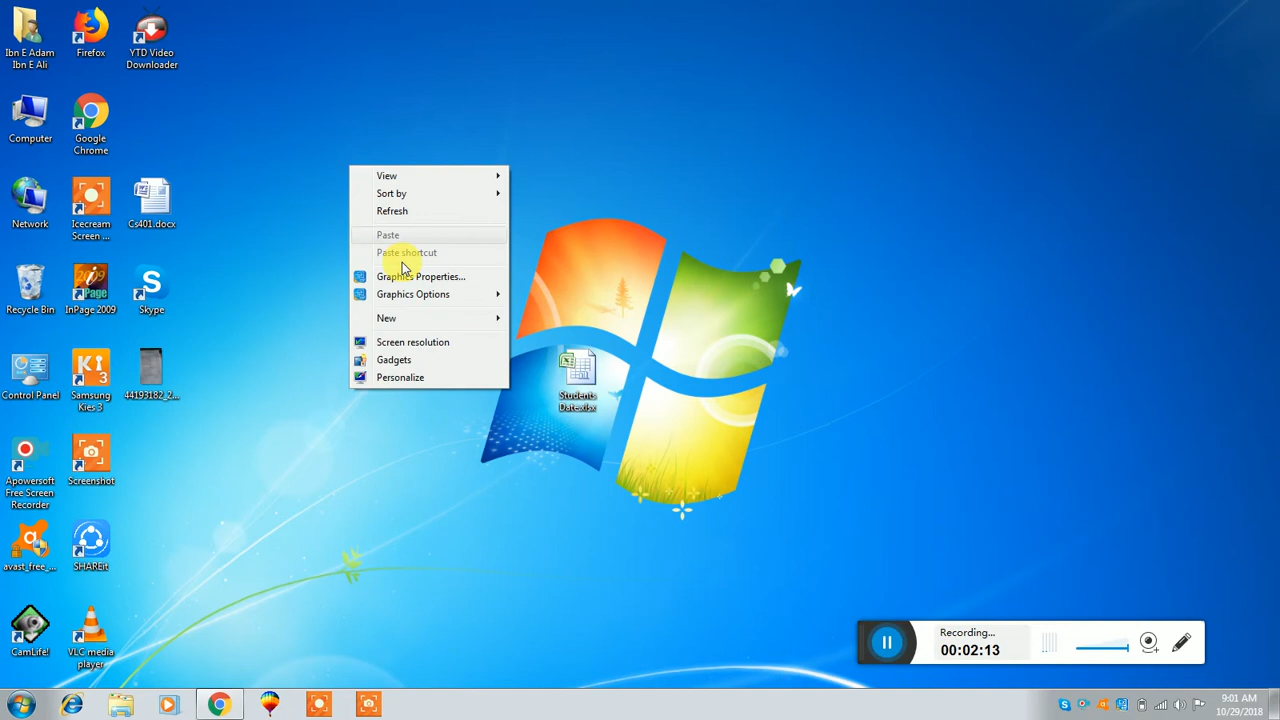 Ibn E Adam
Ibn E Ali
Firefox
YTD Video
Downloader
Computer
Google
Chrome
Network
Icecream
Screen ...
Cs401.docx
Recycle Bin
InPage 2009
Skype
Control Panel
Samsung
Kies 3
44193182_2...
Apowersoft
Free Screen
Recorder
Screenshot
avast_free_...
SHAREit
CamLife!
VLC media
player
View
Sort by
Refresh
Paste
Paste shortcut
Graphics Properties...
Graphics Options
New
Screen resolution
Gadgets
Personalize
Students
Date.xlsx
Recording...
00:02:13
9:01 AM
10/29/2018